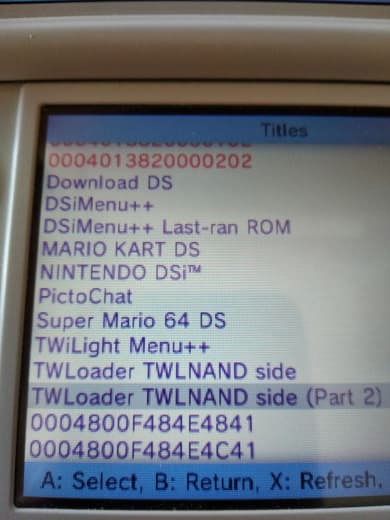 Titles
0004013820000202
Download DS
DSiMenu++
DSiMenu++ Last-ran ROM
MARIO KART DS
NINTENDO DSi™
PictoChat
Super Mario 64 DS
TWiLight Menu++
TWLoader TWLNAND side
TWLoader TWLNAND side (Part 2)
0004800F484E4841
0004800F484E4C41
A: Select, B: Return, X: Refresh,